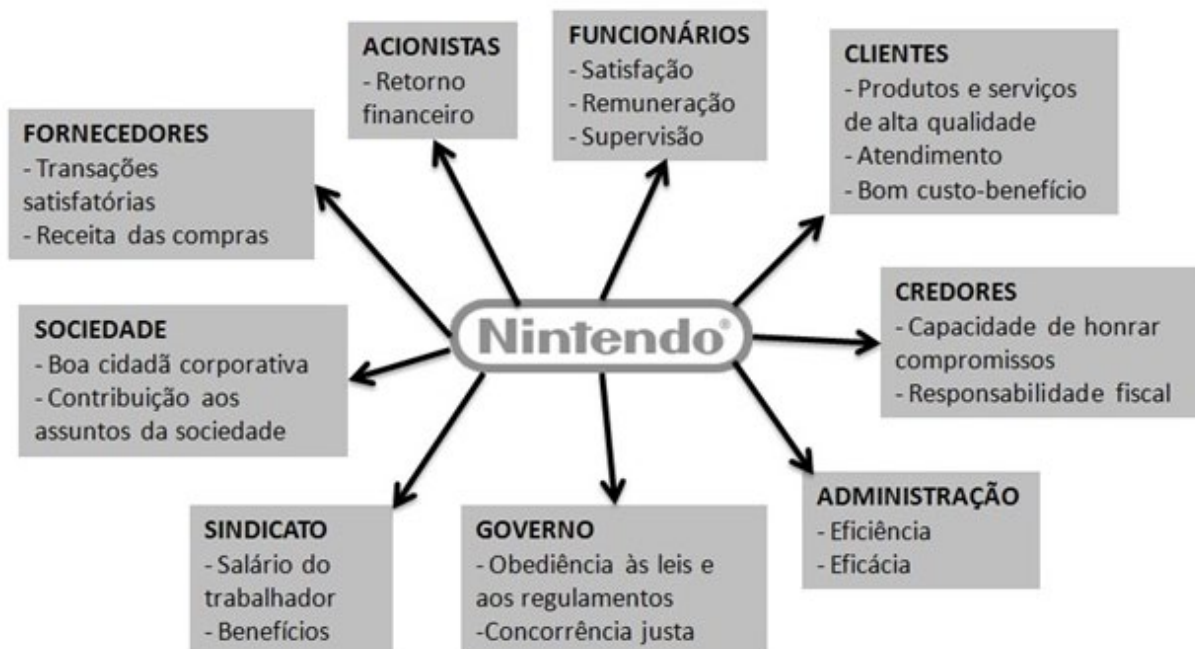 ACIONISTAS
- Retorno
financeiro
FUNCIONÁRIOS
- Satisfação
- Remuneração
- Supervisão
CLIENTES
- Produtos e serviços
de alta qualidade
- Atendimento
- Bom custo-benefício
FORNECEDORES
- Transações
satisfatórias
- Receita das compras
Nintendo®
CREDORES
- Capacidade de honrar
compromissos
- Responsabilidade fiscal
SOCIEDADE
- Boa cidadã corporativa
- Contribuição aos
assuntos da sociedade
ADMINISTRAÇÃO
- Eficiência
- Eficácia
SINDICATO
- Salário do
trabalhador
- Benefícios
GOVERNO
- Obediência às leis e
aos regulamentos
-Concorrência justa